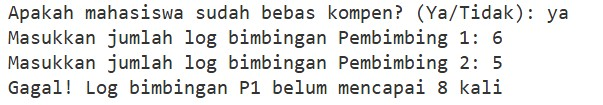 Apakah mahasiswa sudah bebas kompen? (Ya/Tidak): ya
Masukkan jumlah log bimbingan Pembimbing 1: 6
Masukkan jumlah log bimbingan Pembimbing 2: 5
Gagal! Log bimbingan P1 belum mencapai 8 kali